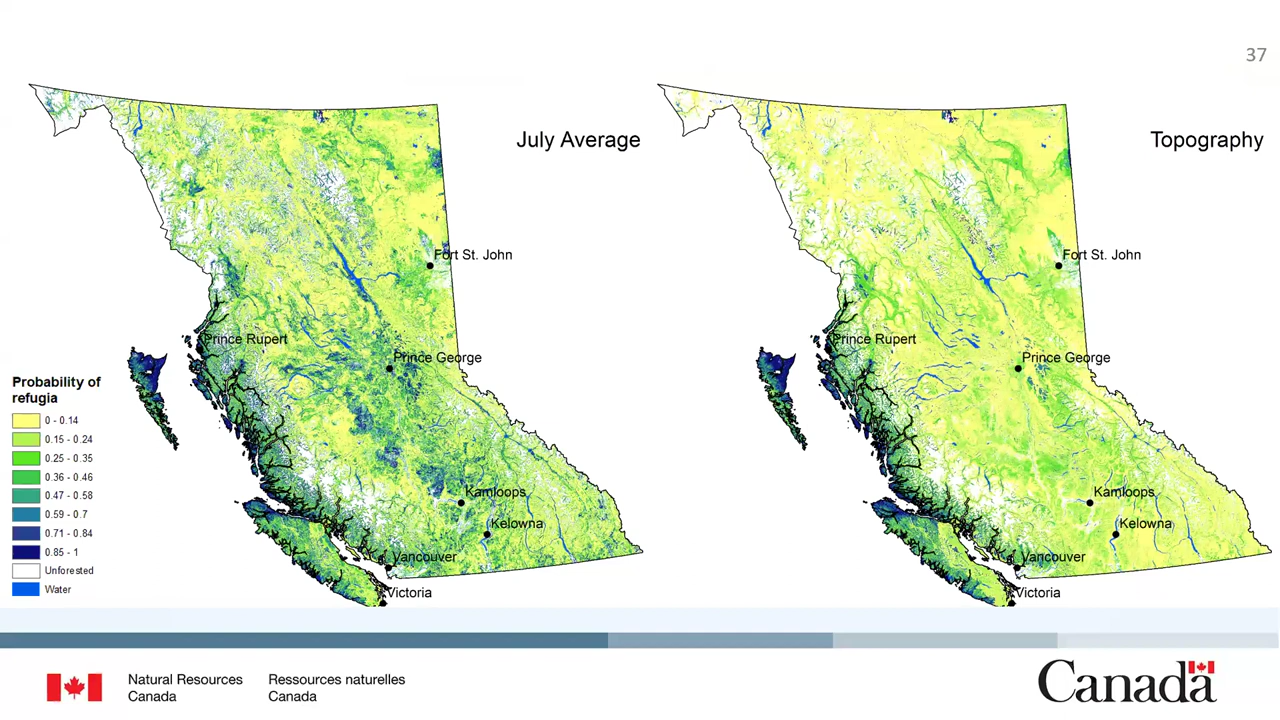 37
July Average
Fort St. John
Prince Rupert
Prince George
Kamloops
Kelowna
Vancouver
Victoria
Probability of
refugia
0 - 0.14
0.15 - 0.24
0.25 - 0.35
0.36 - 0.46
0.47 - 0.58
0.59 - 0.7
0.71 - 0.84
0.85 - 1
Unforested
Water
Topography
Fort St. John
Prince Rupert
Prince George
Kamloops
Kelowna
Vancouver
Victoria
Natural Resources
Canada
Ressources naturelles
Canada
Canada